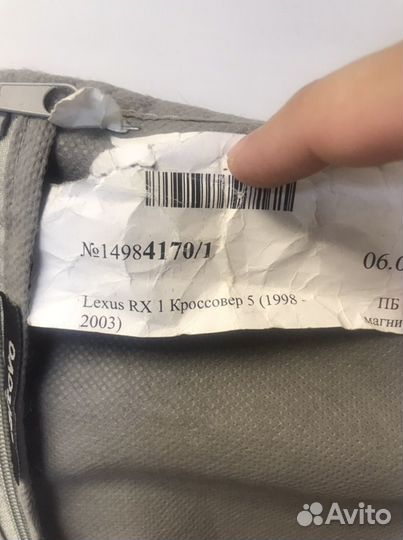 №14984170/1
06.0
Lexus RX 1 Кроссовер 5 (1998 -
2003)
ПБ
магни
Avito